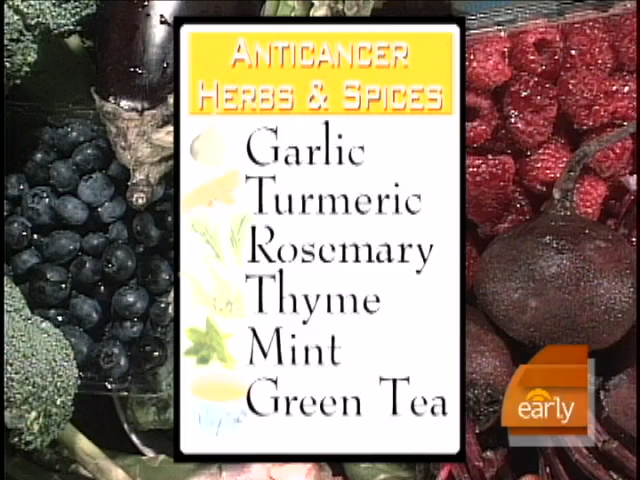 ANTICANCER
HERBS & SPICES
Garlic
Turmeric
Rosemary
Thyme
Mint
Green Tea
early